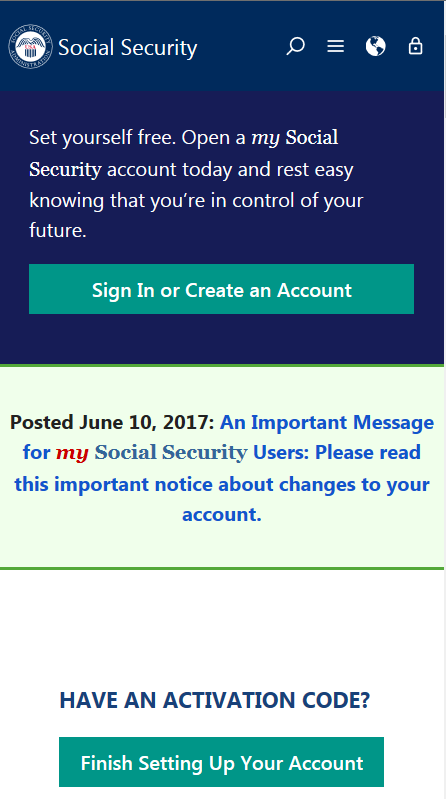 Social Security
Set yourself free. Open a my Social
Security account today and rest easy
knowing that you’re in control of your
future.
Sign In or Create an Account
Posted June 10, 2017: An Important Message
for my Social Security Users: Please read
this important notice about changes to your
account.
HAVE AN ACTIVATION CODE?
Finish Setting Up Your Account